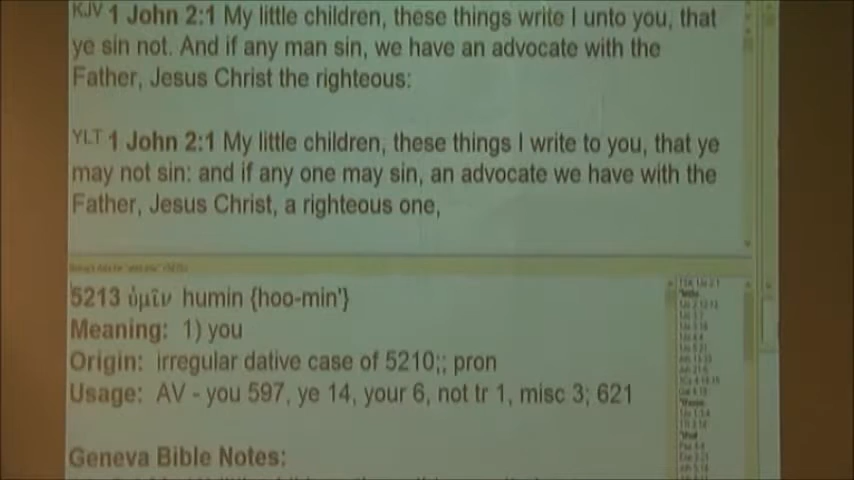 KJV 1 John 2:1 My little children, these things write I unto you, that
ye sin not. And if any man sin, we have an advocate with the
Father, Jesus Christ the righteous:
YLT 1 John 2:1 My little children, these things I write to you, that ye
may not sin: and if any one may sin, an advocate we have with the
Father, Jesus Christ, a righteous one,
5213 ὑμῖν humin {hoo-min'}
Meaning: 1) you
Origin: irregular dative case of 5210;; pron
Usage: AV - you 597, ye 14, your 6, not tr 1, misc 3; 621
Geneva Bible Notes: